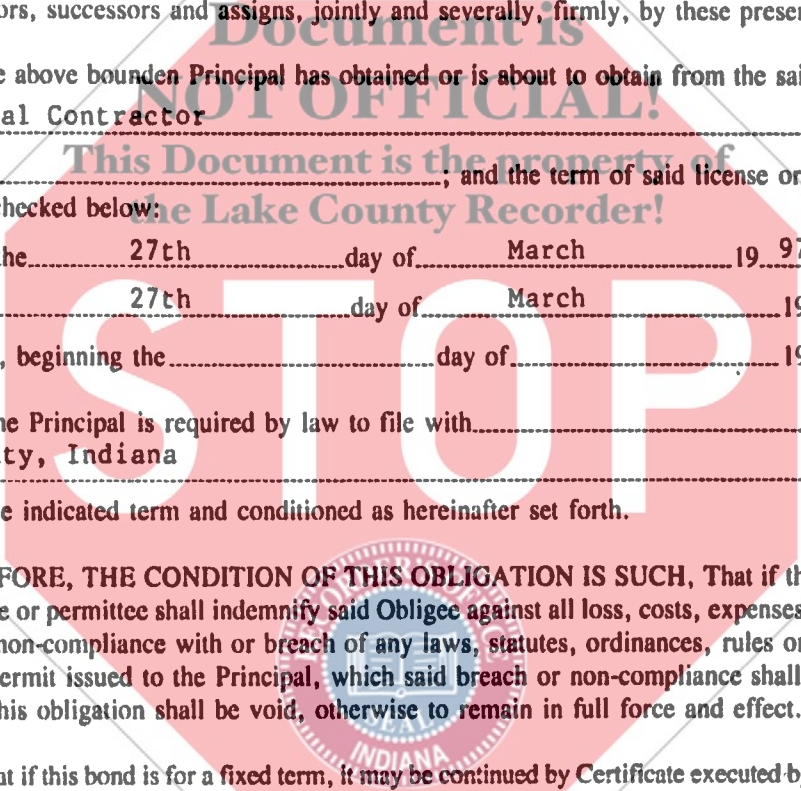 ors, successors and assigns, jointly and severally, firmly, by these presen
Document is
e above bounden Principal has obtained or is about to obtain from the sai
NOT OFFICIAL!
al Contractor
This Document is the property of
; and the term of said license or
the Lake County Recorder!
hecked below:
he 27th day of March 19 97
27th day of March 19
STOP
, beginning the day of 19
he Principal is required by law to file with
ty, Indiana
e indicated term and conditioned as hereinafter set forth.
FORE, THE CONDITION OF THIS OBLIGATION IS SUCH, That if th
e or permittee shall indemnify said Obligee against all loss, costs, expenses
non-compliance with or breach of any laws, statutes, ordinances, rules or
ermit issued to the Principal, which said breach or non-compliance shall
his obligation shall be void, otherwise to remain in full force and effect.
SEAL
INDIANA
at if this bond is for a fixed term, it may be continued by Certificate executed by